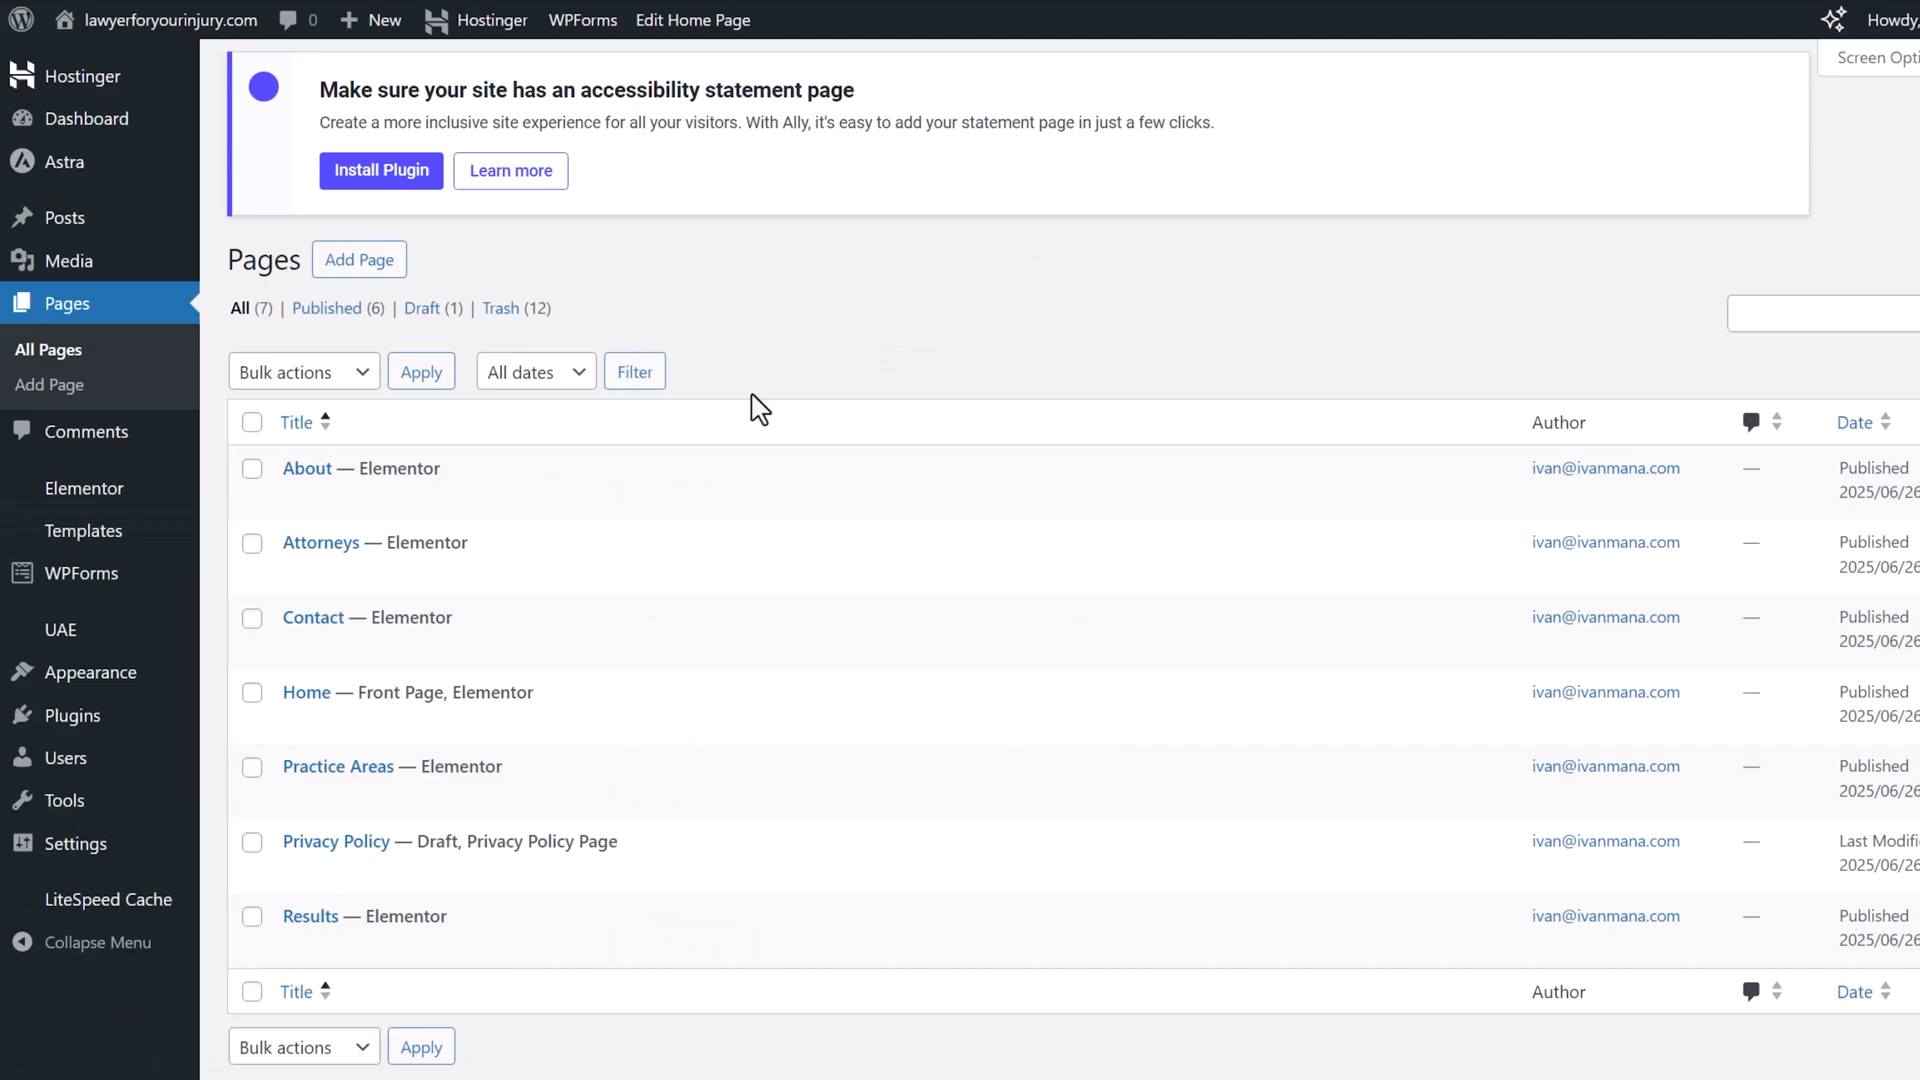 lawyerforyourinjury.com 0 New Hostinger WPForms Edit Home Page Howdy,
Screen Opti
Hostinger
Dashboard
Astra
Posts
Media
Pages
All Pages
Add Page
Comments
Elementor
Templates
WPForms
UAE
Appearance
Plugins
Users
Tools
Settings
LiteSpeed Cache
Collapse Menu
Make sure your site has an accessibility statement page
Create a more inclusive site experience for all your visitors. With Ally, it's easy to add your statement page in just a few clicks.
Install Plugin Learn more
Pages Add Page
All (7) | Published (6) | Draft (1) | Trash (12)
Bulk actions Apply All dates Filter
Title Author Date
About — Elementor ivan@ivanmana.com — Published
2025/06/26
Attorneys — Elementor ivan@ivanmana.com — Published
2025/06/26
Contact — Elementor ivan@ivanmana.com — Published
2025/06/26
Home — Front Page, Elementor ivan@ivanmana.com — Published
2025/06/26
Practice Areas — Elementor ivan@ivanmana.com — Published
2025/06/26
Privacy Policy — Draft, Privacy Policy Page ivan@ivanmana.com — Last Modifi
2025/06/26
Results — Elementor ivan@ivanmana.com — Published
2025/06/26
Title Author Date
Bulk actions Apply